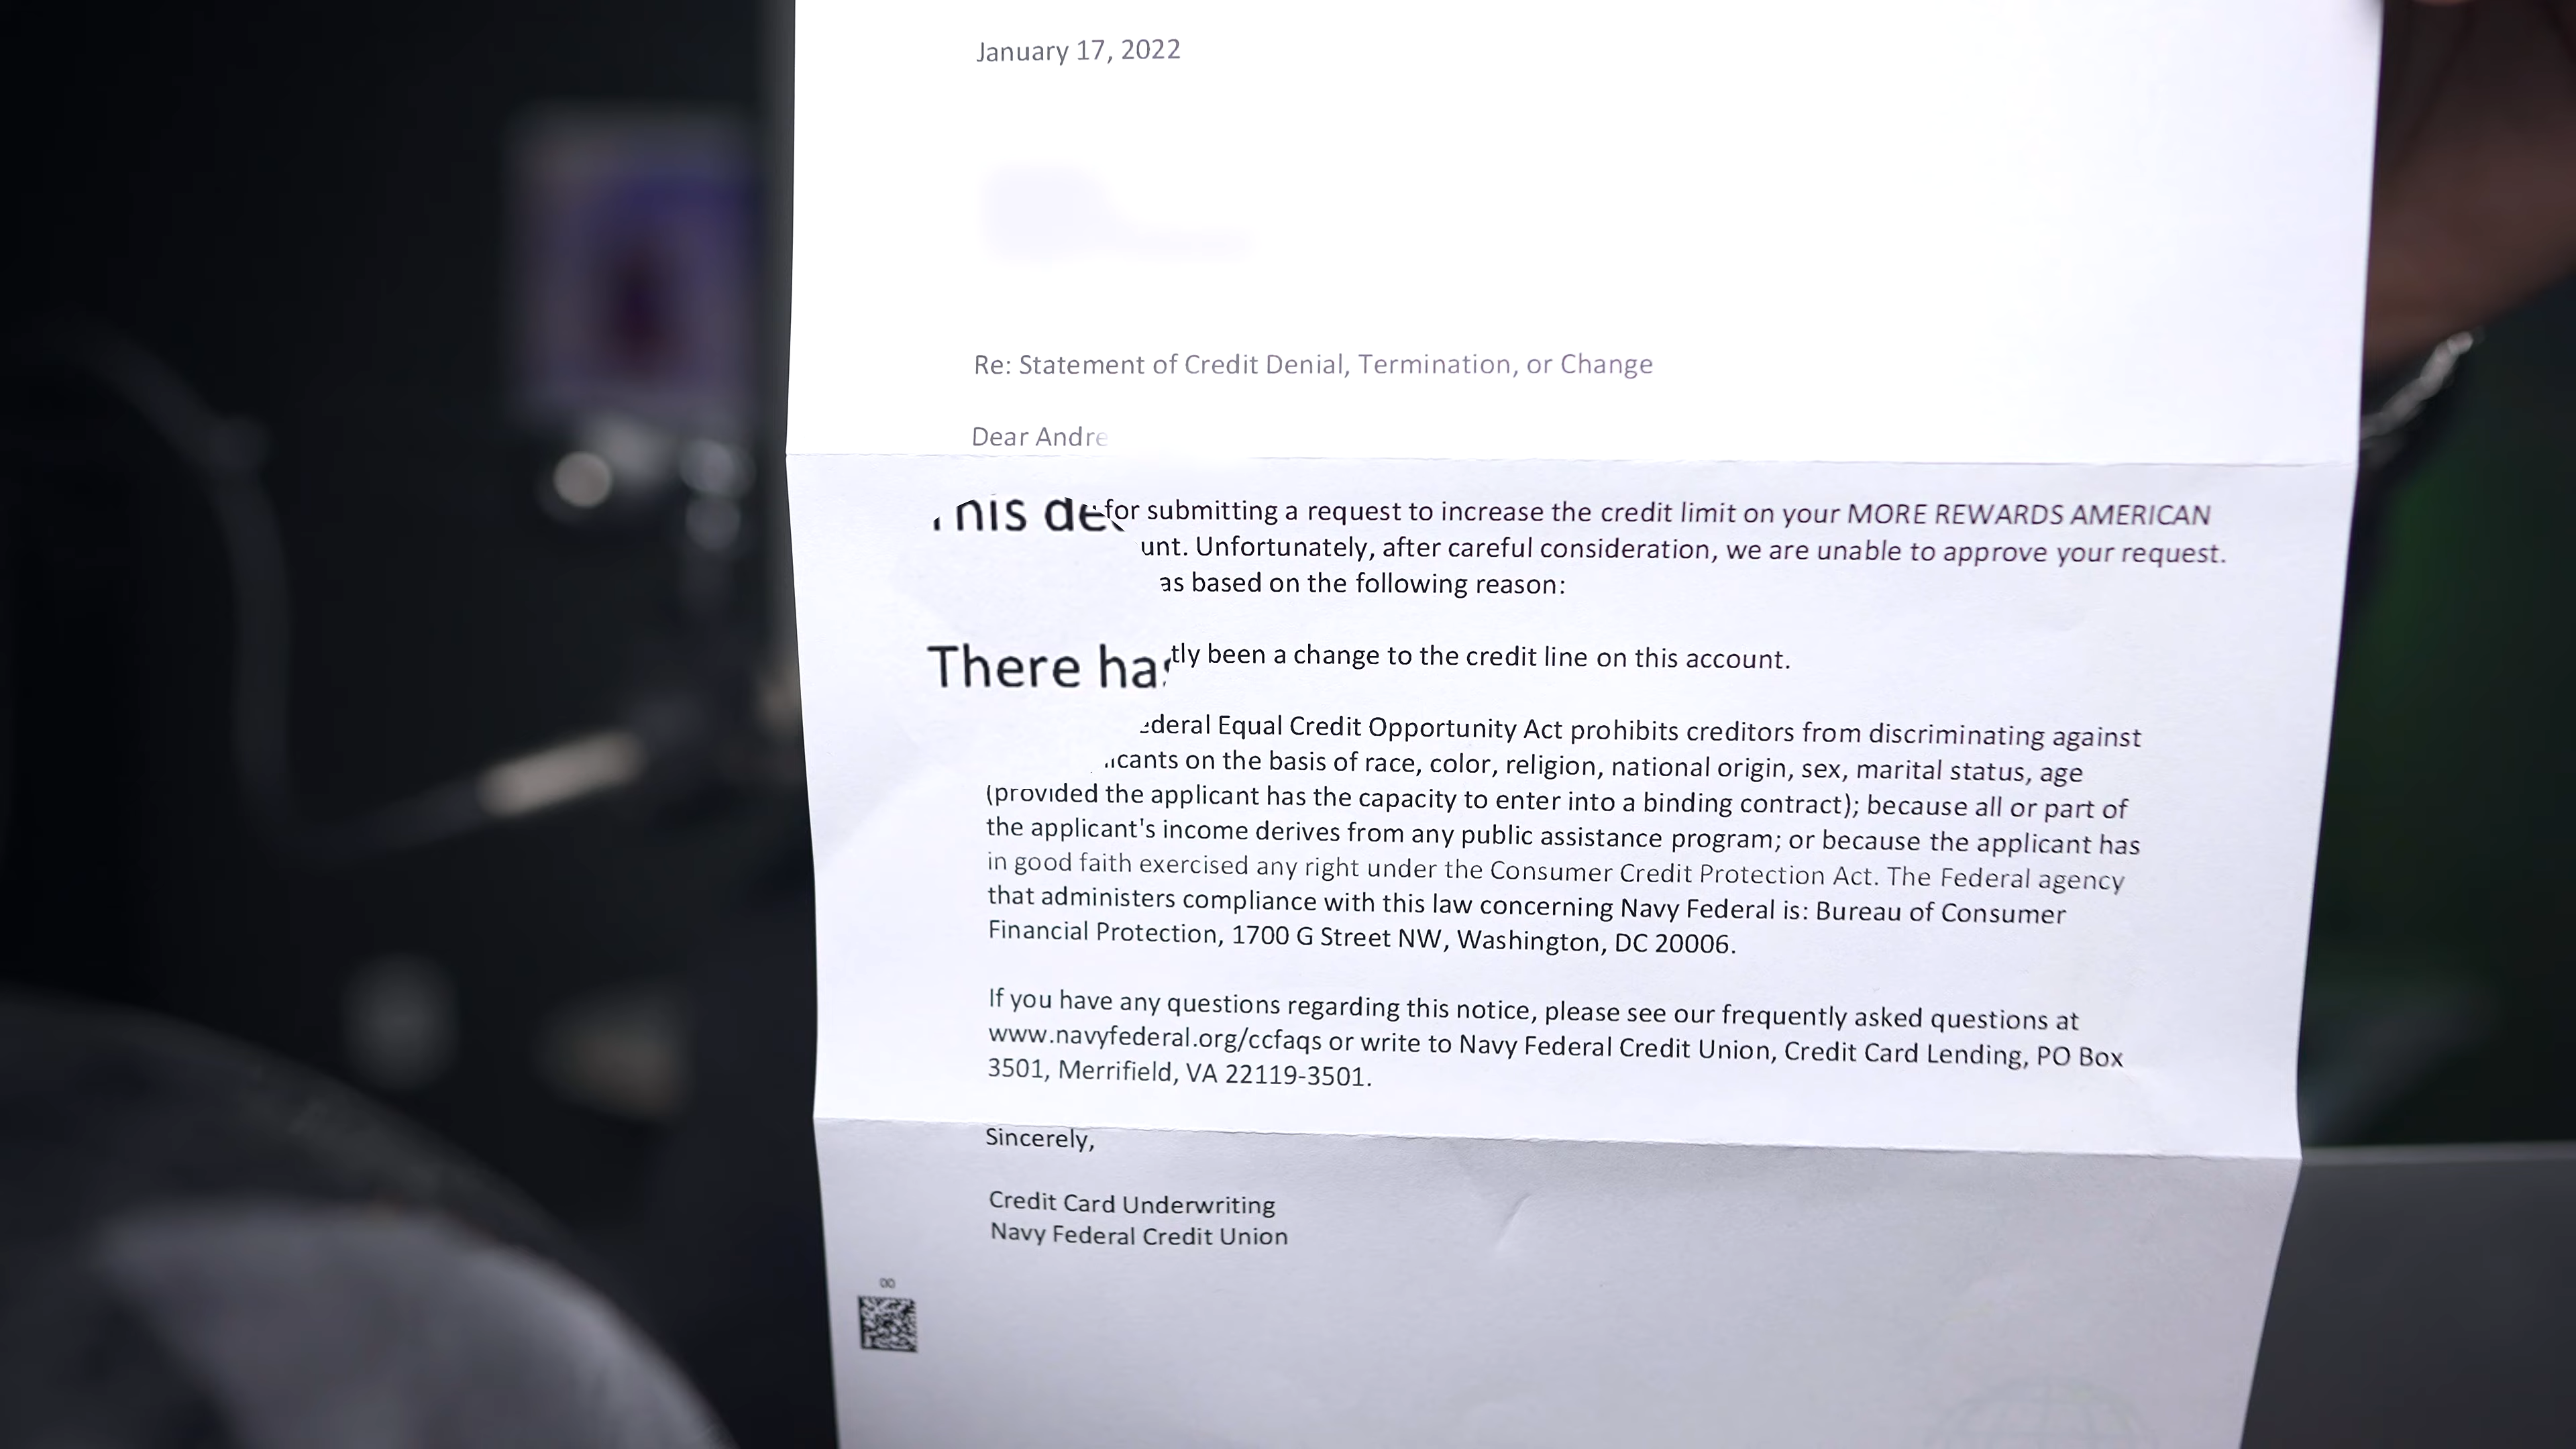 January 17, 2022
Re: Statement of Credit Denial, Termination, or Change
Dear Andre
for submitting a request to increase the credit limit on your MORE REWARDS AMERICAN
unt. Unfortunately, after careful consideration, we are unable to approve your request.
as based on the following reason:
There has
tly been a change to the credit line on this account.
ederal Equal Credit Opportunity Act prohibits creditors from discriminating against
icants on the basis of race, color, religion, national origin, sex, marital status, age
(provided the applicant has the capacity to enter into a binding contract); because all or part of
the applicant's income derives from any public assistance program; or because the applicant has
in good faith exercised any right under the Consumer Credit Protection Act. The Federal agency
that administers compliance with this law concerning Navy Federal is: Bureau of Consumer
Financial Protection, 1700 G Street NW, Washington, DC 20006.
If you have any questions regarding this notice, please see our frequently asked questions at
www.navyfederal.org/ccfaqs or write to Navy Federal Credit Union, Credit Card Lending, PO Box
3501, Merrifield, VA 22119-3501.
Sincerely,
Credit Card Underwriting
Navy Federal Credit Union
00